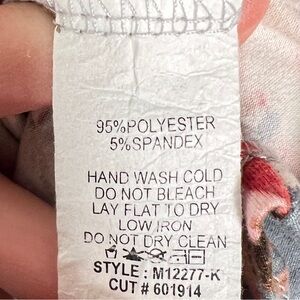 95%POLYESTER
5%SPANDEX
HAND WASH COLD
DO NOT BLEACH
LAY FLAT TO DRY
LOW IRON
DO NOT DRY CLEAN
STYLE : M12277-K
CUT # 601914